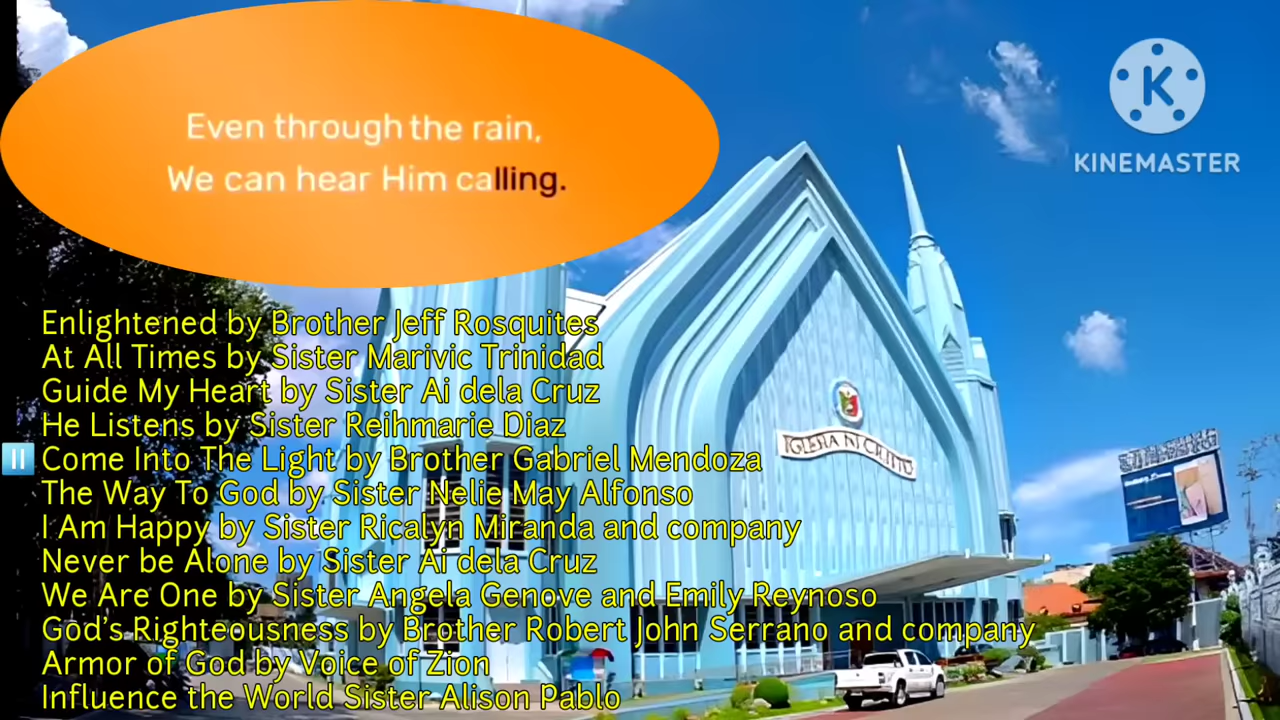 Even through the rain,
We can hear Him calling.
KINEMASTER
Enlightened by Brother Jeff Rosquites
At All Times by Sister Marivic Trinidad
Guide My Heart by Sister Ai dela Cruz
He Listens by Sister Reihmarie Diaz
Come Into The Light by Brother Gabriel Mendoza
The Way To God by Sister Nelie May Alfonso
I Am Happy by Sister Ricalyn Miranda and company
Never be Alone by Sister Ai dela Cruz
We Are One by Sister Angela Genove and Emily Reynoso
God's Righteousness by Brother Robert John Serrano and company
Armor of God by Voice of Zion
Influence the World Sister Alison Pablo
IGLESIA NI CRISTO